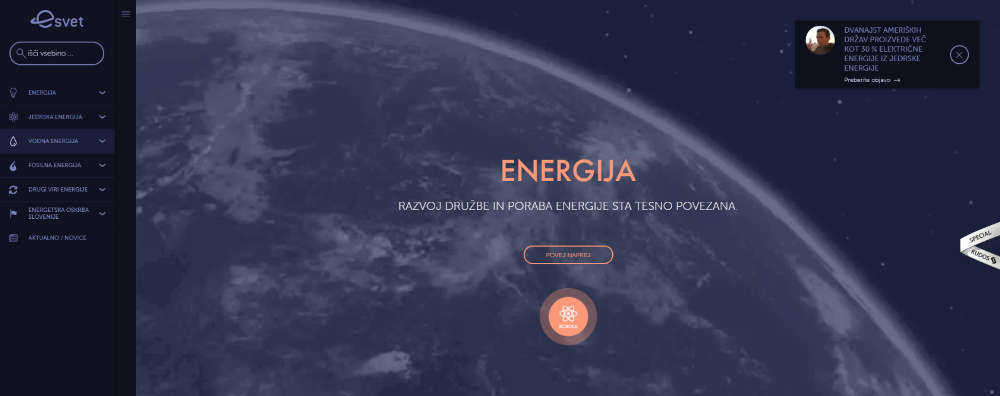 esvet
išči vsebino ...
ENERGIJA
JEDRSKA ENERGIJA
VODNA ENERGIJA
FOSILNA ENERGIJA
DRUGI VIRI ENERGIJE
ENERGETSKA OSKRBA
SLOVENIJE
AKTUALNO / NOVICE
DVANAJST AMERIŠKIH
DRŽAV PROIZVEDE VEČ
KOT 30 % ELEKTRIČNE
ENERGIJE IZ JEDRSKE
ENERGIJE
Preberite objavo →
ENERGIJA
RAZVOJ DRUŽBE IN PORABA ENERGIJE STA TESNO POVEZANA.
POVEJ NAPREJ
SCROLL
SPECIAL
KUDOS